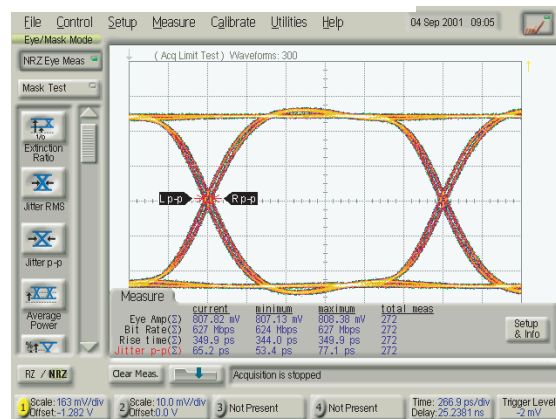 File Control Setup Measure Calibrate Utilities Help 04 Sep 2001 09:05
Eye/Mask Mode
NRZ Eye Meas
( Acq Limit Test ) Waveforms: 300
Mask Test
1/0
Extinction
Ratio
Jitter RMS
L p-p R p-p
Jitter p-p
Average
Power
Measure
current minimum maximum total meas
Eye Amp(Σ) 807.82 mV 807.13 mV 808.38 mV 272
Bit Rate(Σ) 627 Mbps 624 Mbps 627 Mbps 272
Rise time(Σ) 349.9 ps 344.0 ps 349.9 ps 272
Jitter p-p(Σ) 65.2 ps 53.4 ps 77.1 ps 272
Setup
& Info
RZ / NRZ
Clear Meas. Acquisition is stopped
1 Scale: 163 mV/div
Offset:-1.282 V
2 Scale: 10.0 mV/div
Offset:0.0 V
3 Not Present
4 Not Present
Time: 266.9 ps/div
Delay:25.2381 ns
Trigger Level
-2 mV